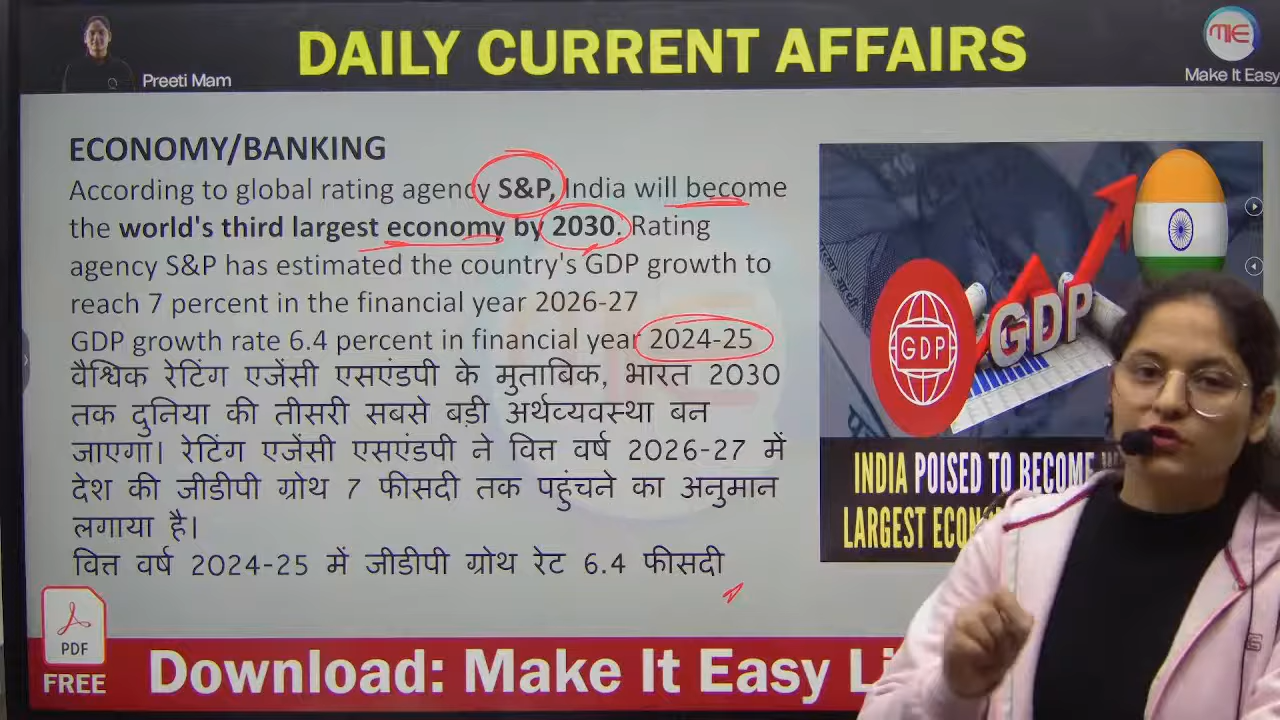 DAILY CURRENT AFFAIRS
Preeti Mam
Make It Easy
ECONOMY/BANKING
According to global rating agency S&P, India will become
the world's third largest economy by 2030. Rating
agency S&P has estimated the country's GDP growth to
reach 7 percent in the financial year 2026-27
GDP growth rate 6.4 percent in financial year 2024-25
वैश्विक रेटिंग एजेंसी एसएंडपी के मुताबिक, भारत 2030
तक दुनिया की तीसरी सबसे बड़ी अर्थव्यवस्था बन
जाएगा। रेटिंग एजेंसी एसएंडपी ने वित्त वर्ष 2026-27 में
देश की जीडीपी ग्रोथ 7 फीसदी तक पहुंचने का अनुमान
लगाया है।
वित्त वर्ष 2024-25 में जीडीपी ग्रोथ रेट 6.4 फीसदी
GDP
GDP
INDIA POISED TO BECOME
LARGEST
PDF
FREE
Download: Make It Easy